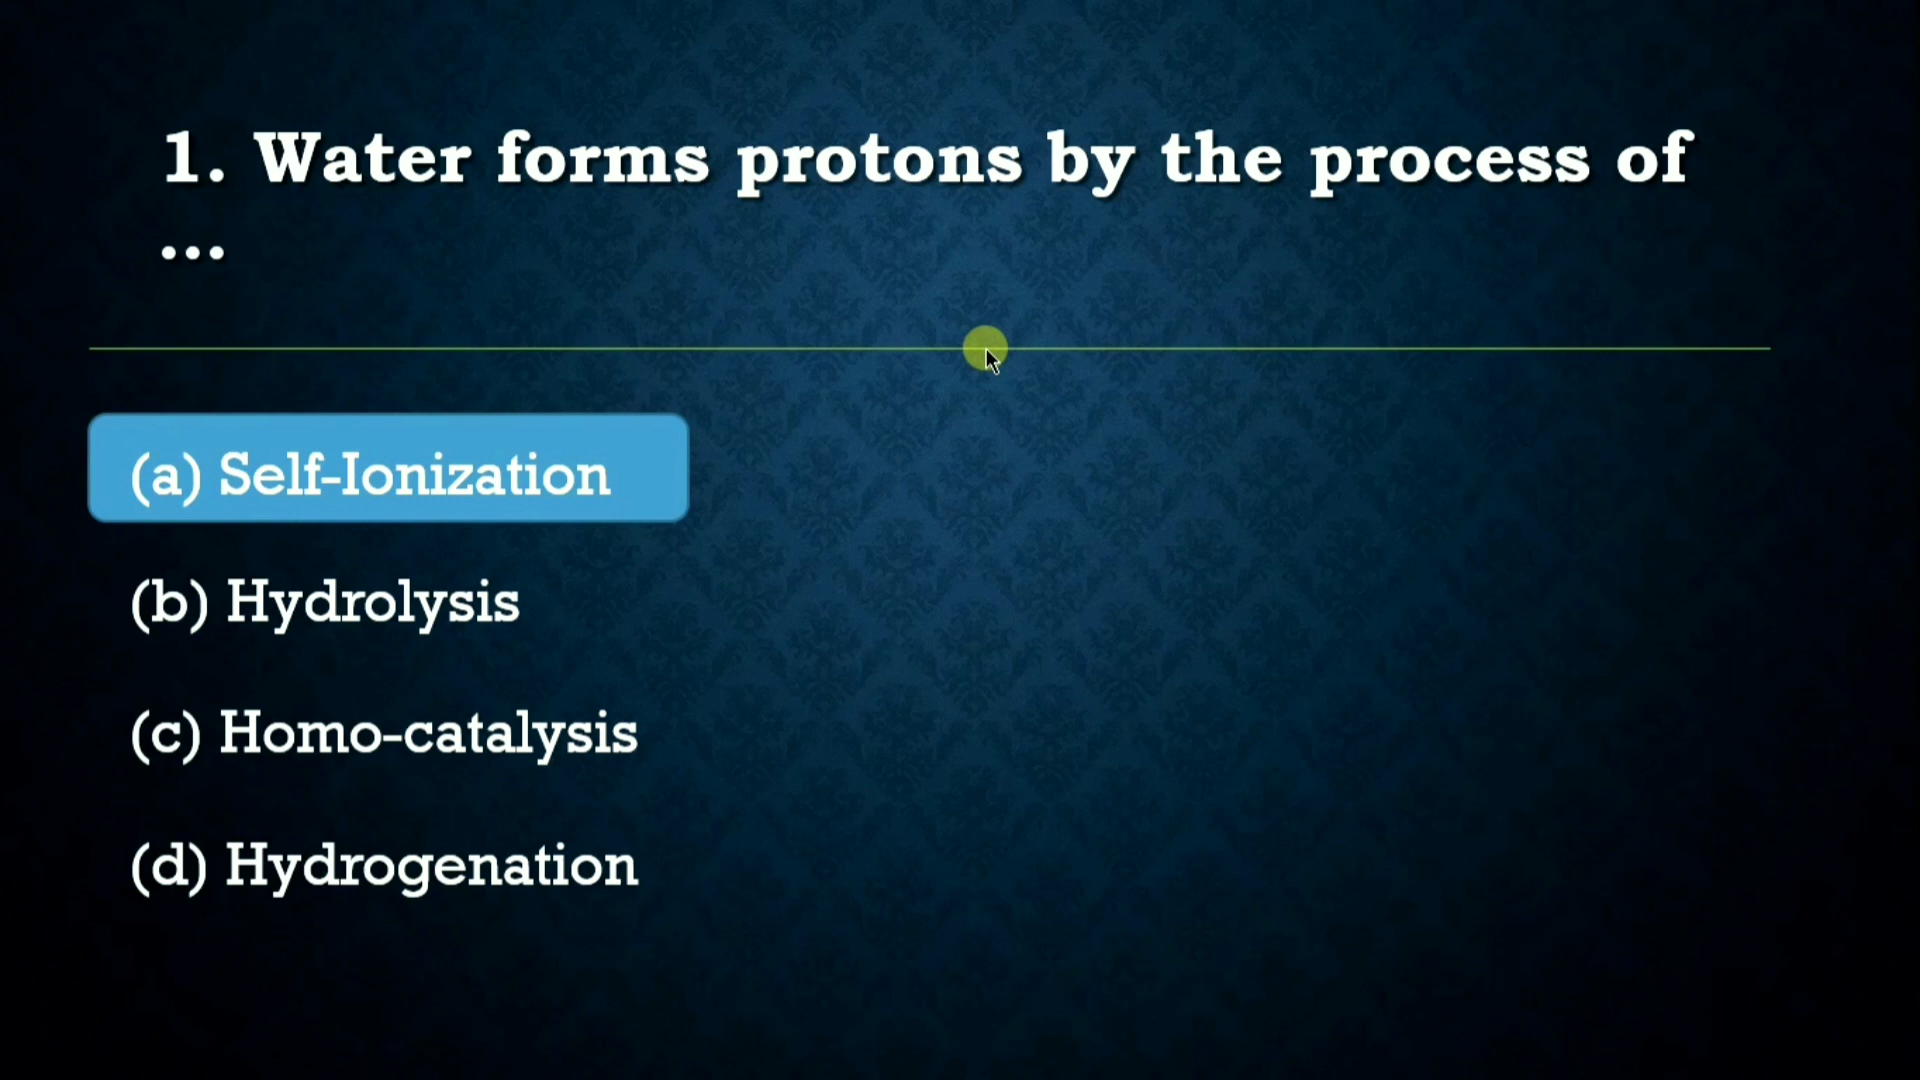 1. Water forms protons by the process of
...
(a) Self-Ionization
(b) Hydrolysis
(c) Homo-catalysis
(d) Hydrogenation